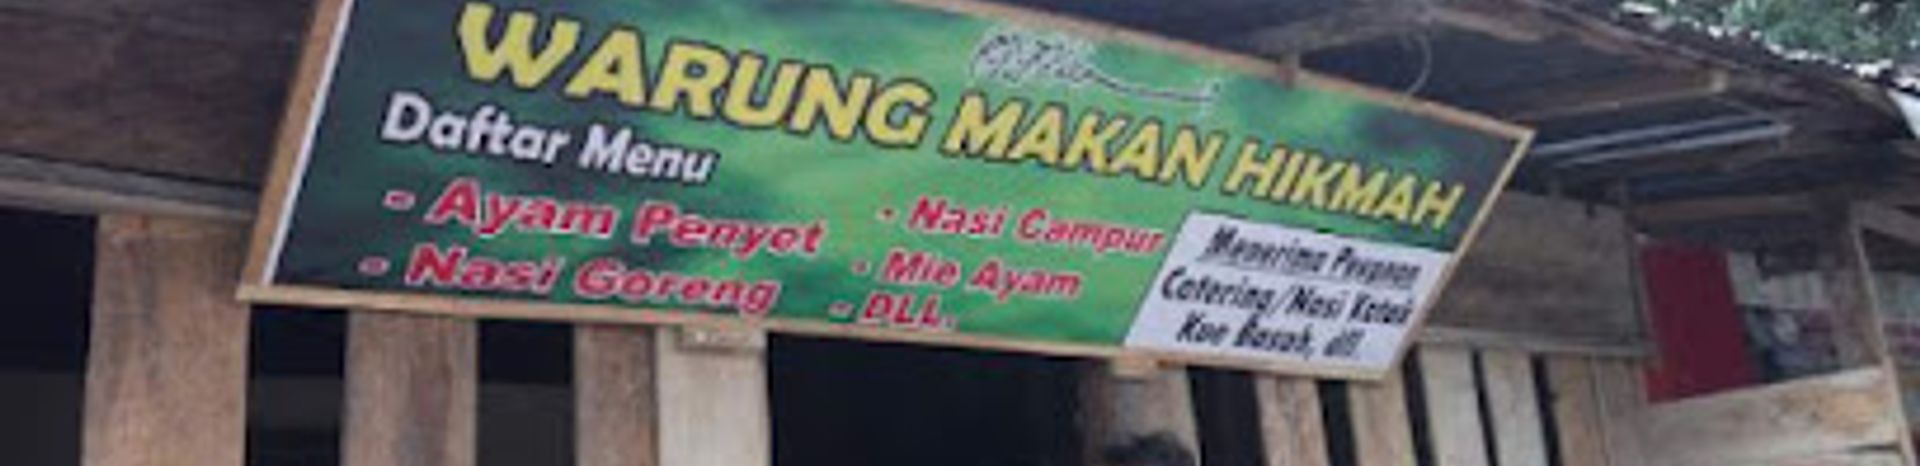 WARUNG MAKAN HIKMAH
Daftar Menu
- Ayam Penyet
- Nasi Goreng
- Nasi Campur
- Mie Ayam
- DLL.
Menerima Pesanan
Catering/Nasi Kotak
Kue Basah, dll